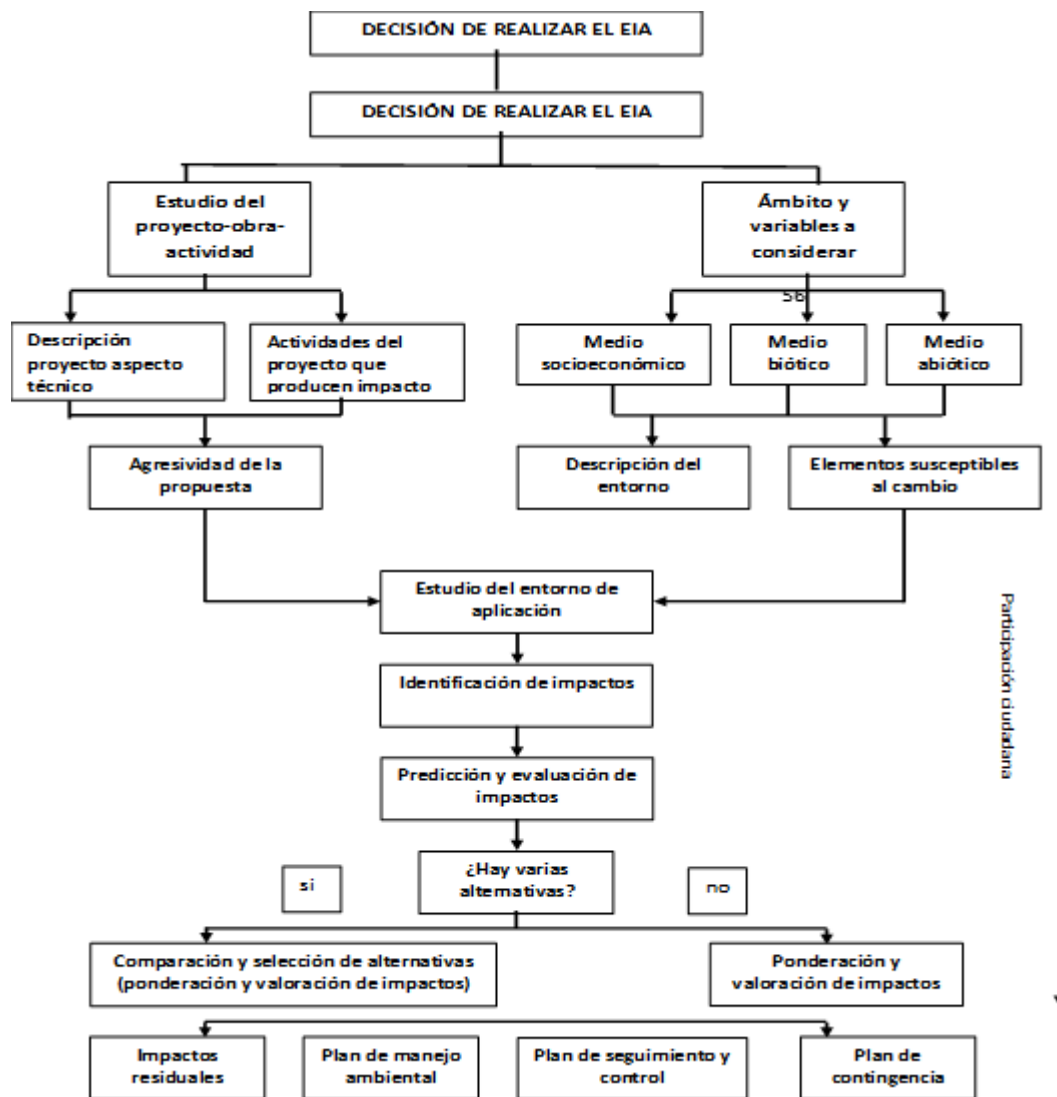 DECISIÓN DE REALIZAR EL EIA
DECISIÓN DE REALIZAR EL EIA
Estudio del
proyecto-obra-
actividad
Ámbito y
variables a
considerar
56
Descripción
proyecto aspecto
técnico
Actividades del
proyecto que
producen impacto
Medio
socioeconómico
Medio
biótico
Medio
abiótico
Agresividad de la
propuesta
Descripción del
entorno
Elementos susceptibles
al cambio
Estudio del entorno de
aplicación
Participación ciudadana
Identificación de impactos
Predicción y evaluación de
impactos
¿Hay varias
alternativas?
si
no
Comparación y selección de alternativas
(ponderación y valoración de impactos)
Ponderación y
valoración de impactos
Impactos
residuales
Plan de manejo
ambiental
Plan de seguimiento y
control
Plan de
contingencia